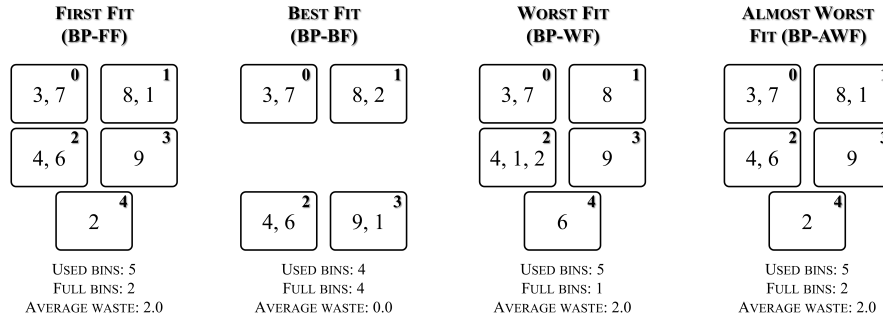 FIRST FIT
(BP-FF)
0
3, 7
1
8, 1
2
4, 6
3
9
4
2
USED BINS: 5
FULL BINS: 2
AVERAGE WASTE: 2.0
BEST FIT
(BP-BF)
0
3, 7
1
8, 2
2
4, 6
3
9, 1
USED BINS: 4
FULL BINS: 4
AVERAGE WASTE: 0.0
WORST FIT
(BP-WF)
0
3, 7
1
8
2
4, 1, 2
3
9
4
6
USED BINS: 5
FULL BINS: 1
AVERAGE WASTE: 2.0
ALMOST WORST
FIT (BP-AWF)
0
3, 7
1
8, 1
2
4, 6
3
9
4
2
USED BINS: 5
FULL BINS: 2
AVERAGE WASTE: 2.0